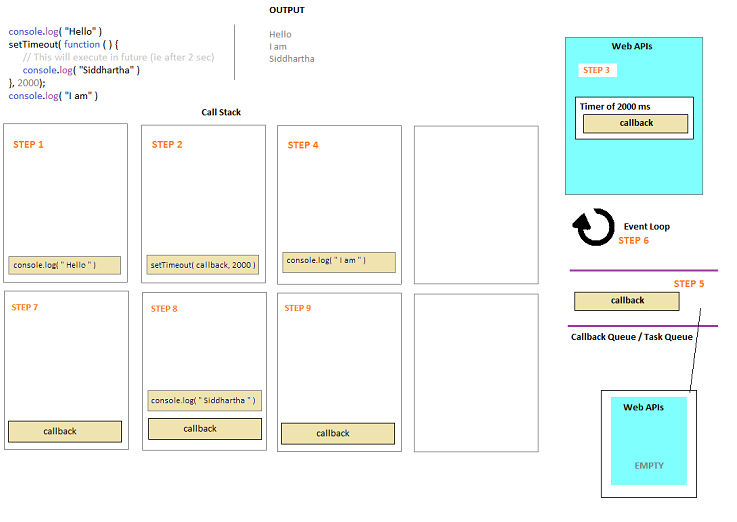 OUTPUT
console.log( "Hello" )
setTimeout( function ( ) {
// This will execute in future (ie after 2 sec)
console.log( "Siddhartha" )
}, 2000);
console.log( "I am" )
Hello
I am
Siddhartha
Call Stack
STEP 1
console.log( " Hello " )
STEP 2
setTimeout( callback, 2000 )
STEP 4
console.log( " I am " )
STEP 7
callback
STEP 8
console.log( " Siddhartha " )
callback
STEP 9
callback
Web APIs
STEP 3
Timer of 2000 ms
callback
Event Loop
STEP 6
STEP 5
callback
Callback Queue / Task Queue
Web APIs
EMPTY